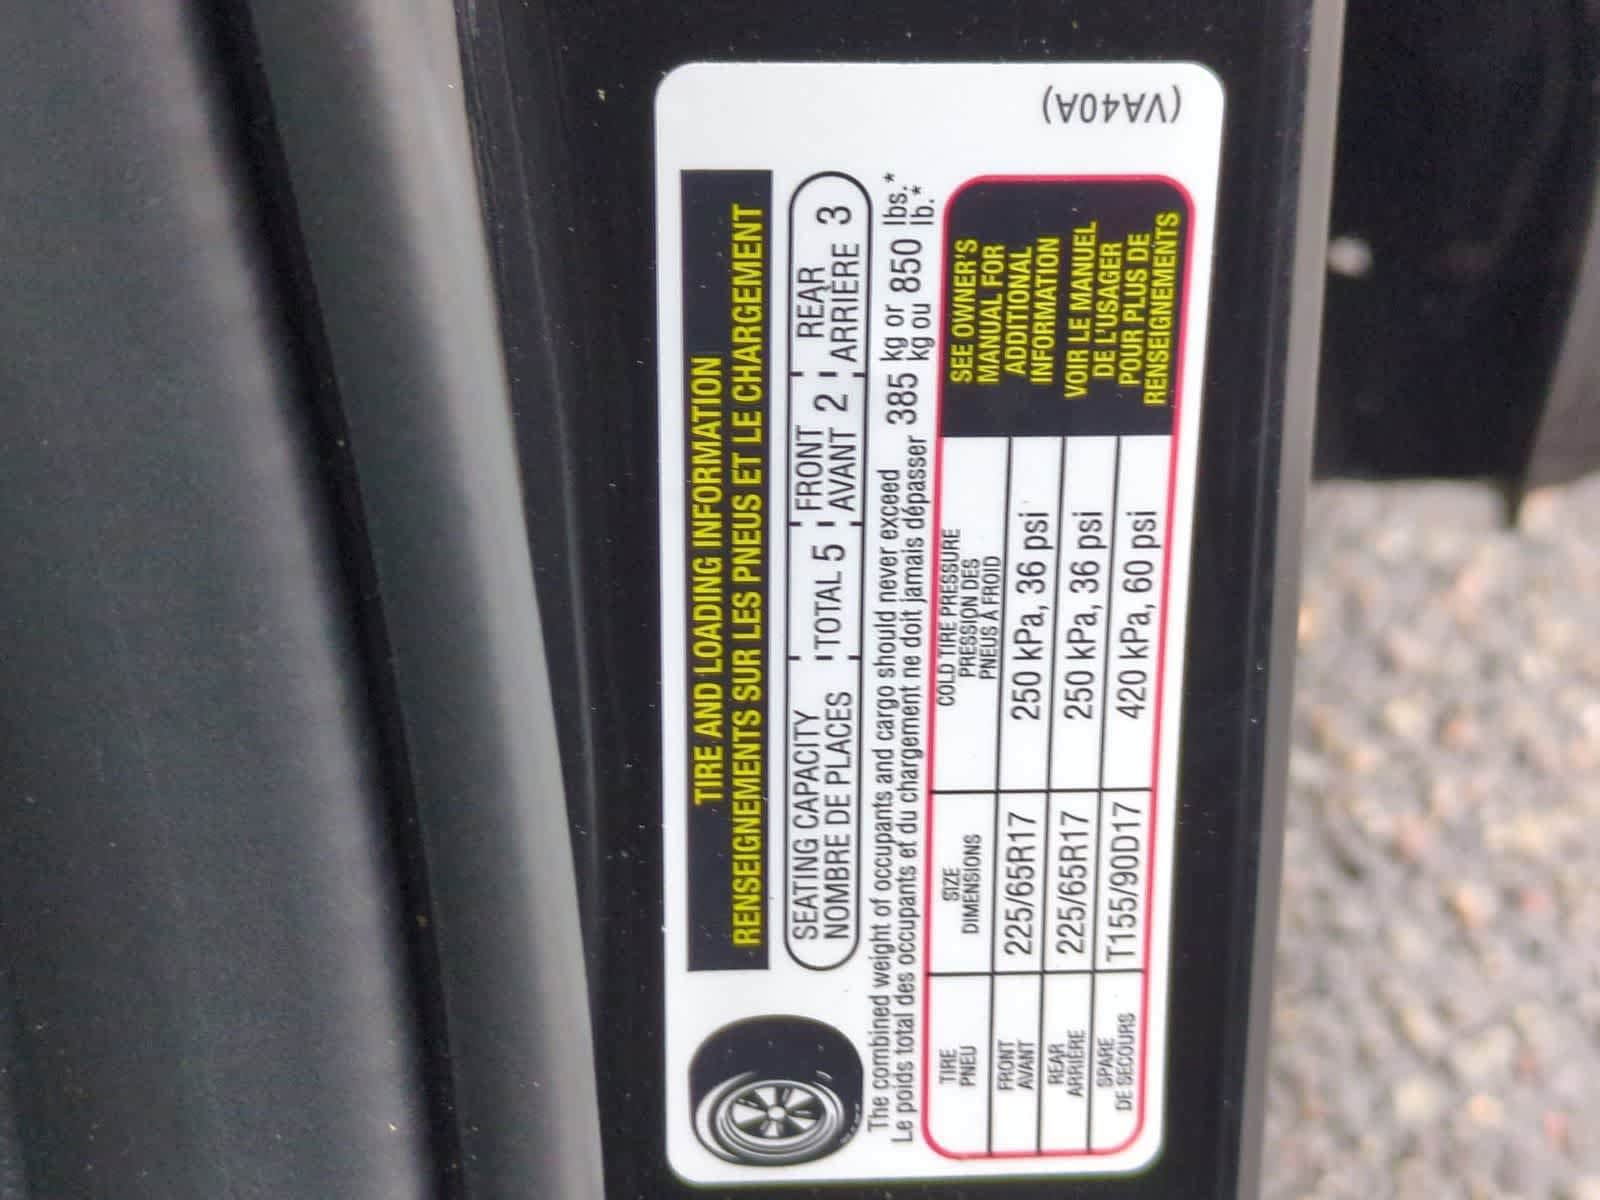 TIRE AND LOADING INFORMATION
RENSEIGNEMENTS SUR LES PNEUS ET LE CHARGEMENT
SEATING CAPACITY
NOMBRE DE PLACES
TOTAL 5
FRONT
AVANT 2
REAR
ARRIÈRE 3
The combined weight of occupants and cargo should never exceed 385 kg or 850 lbs.*
Le poids total des occupants et du chargement ne doit jamais dépasser kg ou lb.*
TIRE
PNEU
SIZE
DIMENSIONS
COLD TIRE PRESSURE
PRESSION DES
PNEUS À FROID
FRONT
AVANT
225/65R17
250 kPa, 36 psi
REAR
ARRIÈRE
225/65R17
250 kPa, 36 psi
SPARE
DE SECOURS
T155/90D17
420 kPa, 60 psi
SEE OWNER'S
MANUAL FOR
ADDITIONAL
INFORMATION
VOIR LE MANUEL
DE L'USAGER
POUR PLUS DE
RENSEIGNEMENTS
(VA40A)